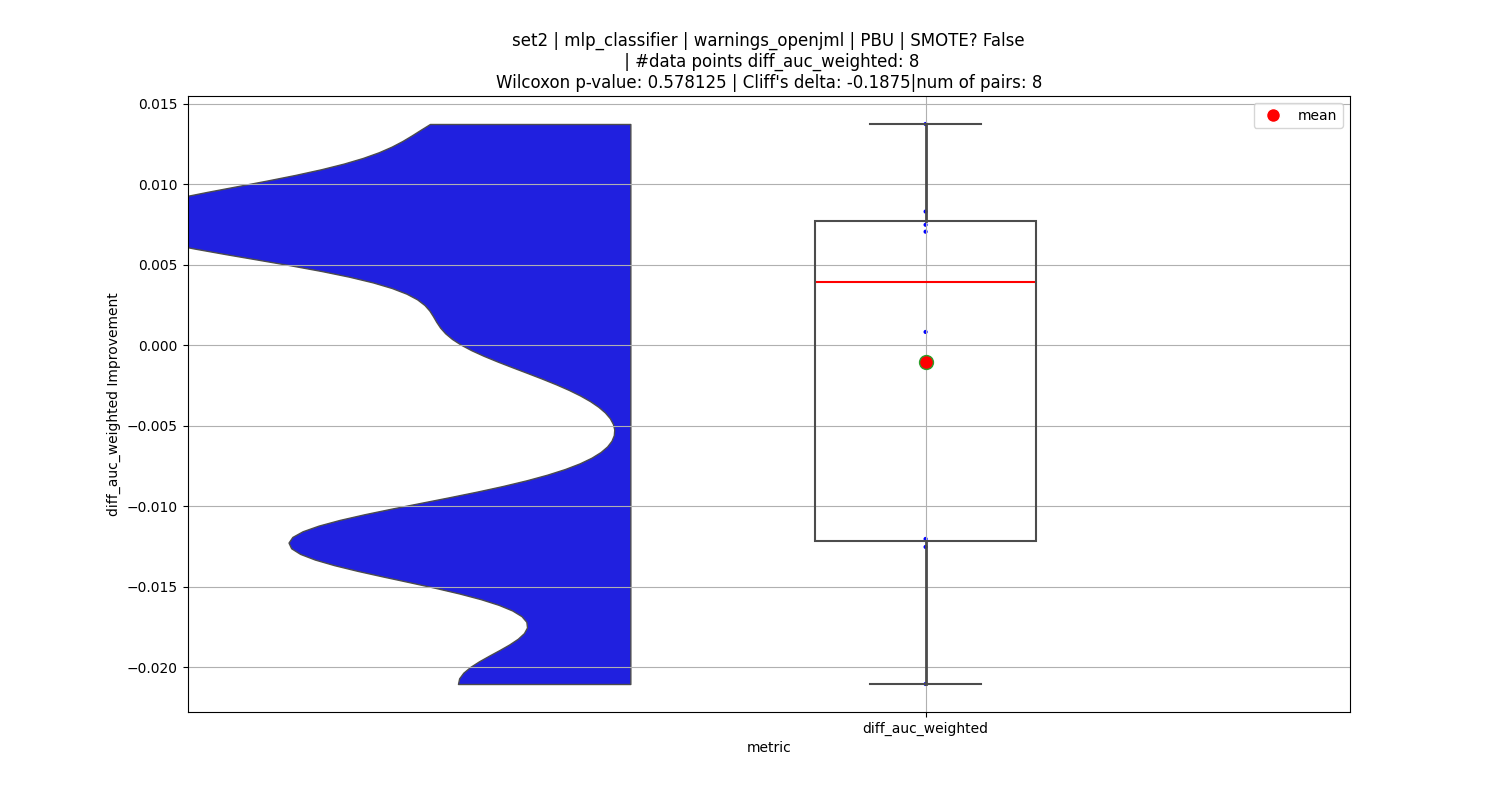 set2 | mlp_classifier | warnings_openjml | PBU | SMOTE? False
| #data points diff_auc_weighted: 8
Wilcoxon p-value: 0.578125 | Cliff's delta: -0.1875|num of pairs: 8
mean
0.015
0.010
0.005
0.000
−0.005
−0.010
−0.015
−0.020
diff_auc_weighted Improvement
diff_auc_weighted
metric